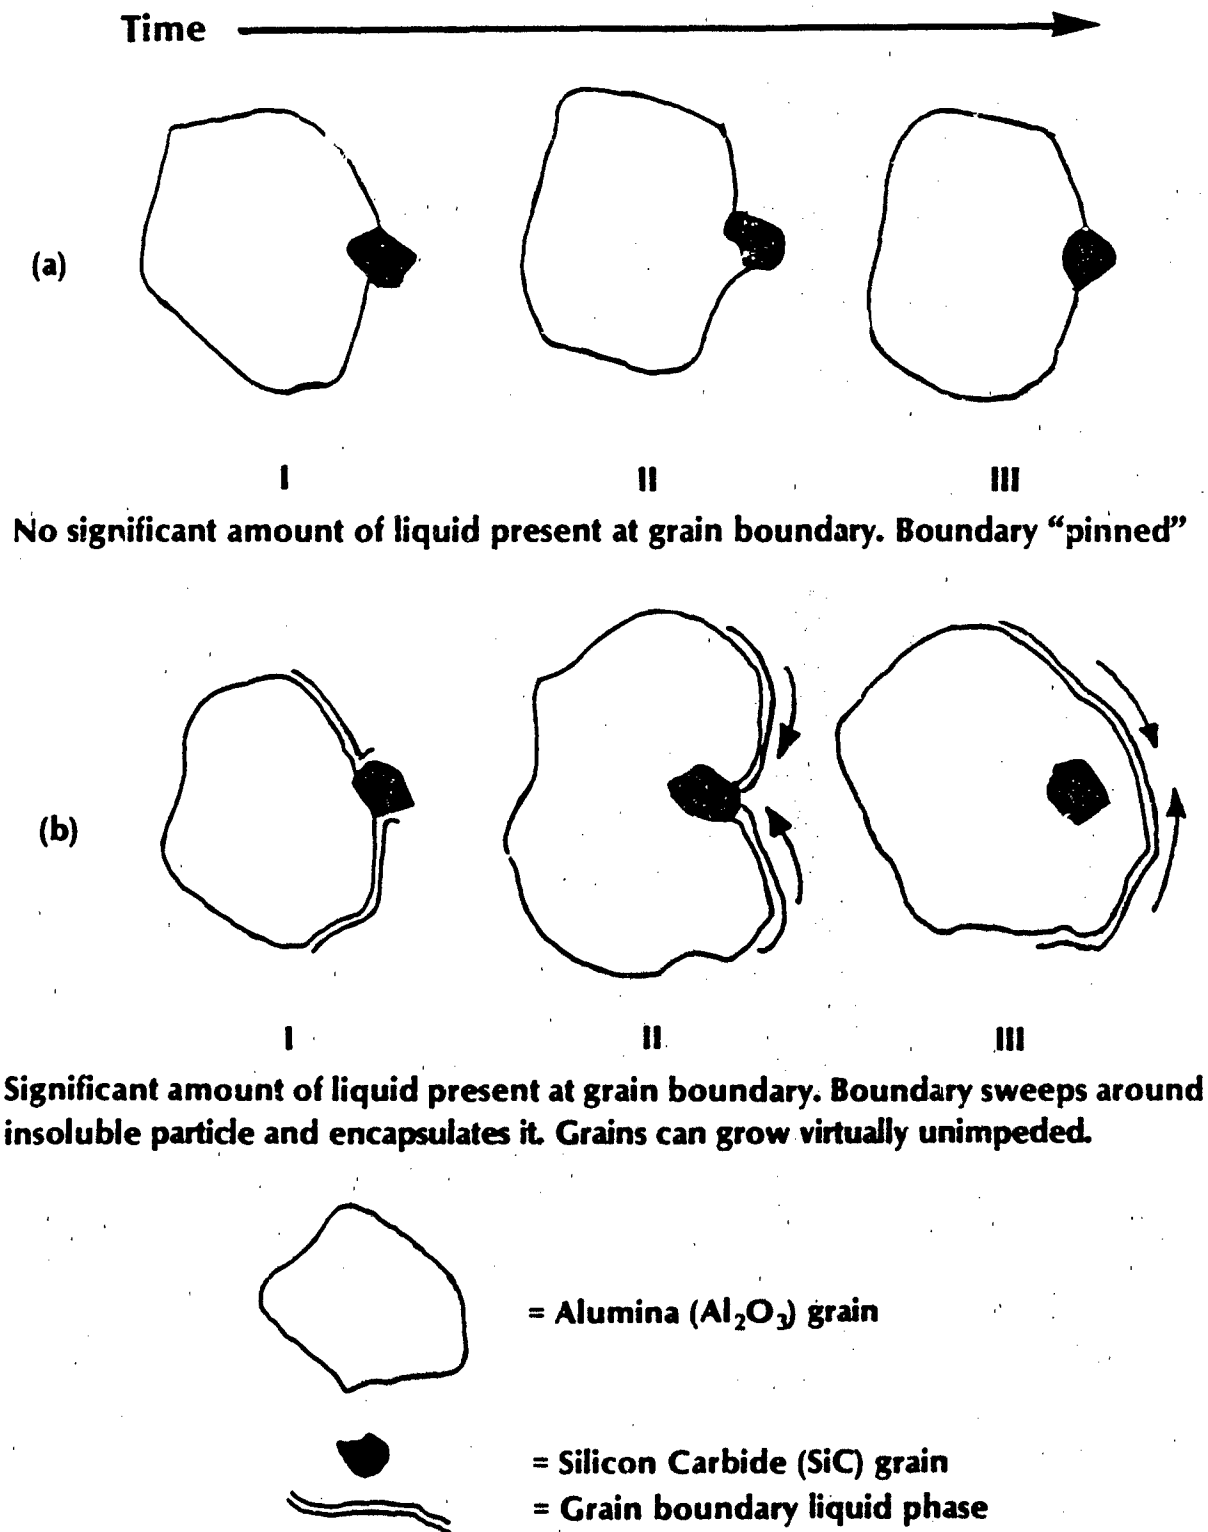 Time
(a)
I II III
No significant amount of liquid present at grain boundary. Boundary “pinned”
(b)
I II III
Significant amount of liquid present at grain boundary. Boundary sweeps around
insoluble particle and encapsulates it. Grains can grow virtually unimpeded.
= Alumina (Al₂O₃) grain
= Silicon Carbide (SiC) grain
= Grain boundary liquid phase